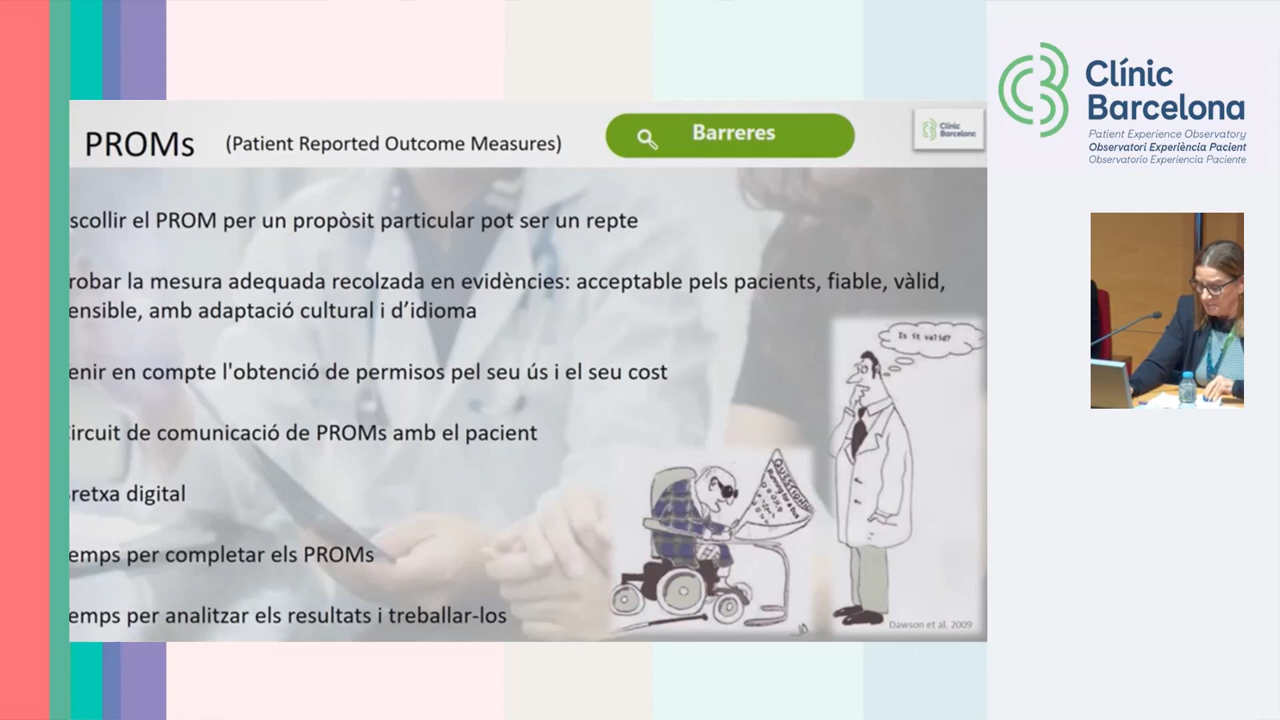 PROMs (Patient Reported Outcome Measures)
Barreres
Clínic
Barcelona
scollir el PROM per un propòsit particular pot ser un repte
robar la mesura adequada recolzada en evidències: acceptable pels pacients, fiable, vàlid,
ensible, amb adaptació cultural i d'idioma
enir en compte l'obtenció de permisos pel seu ús i el seu cost
ircuit de comunicació de PROMs amb el pacient
retxa digital
emps per completar els PROMs
emps per analitzar els resultats i treballar-los
Is it valid?
Dawson et al. 2009
Clínic
Barcelona
Patient Experience Observatory
Observatori Experiència Pacient
Observatorio Experiencia Paciente